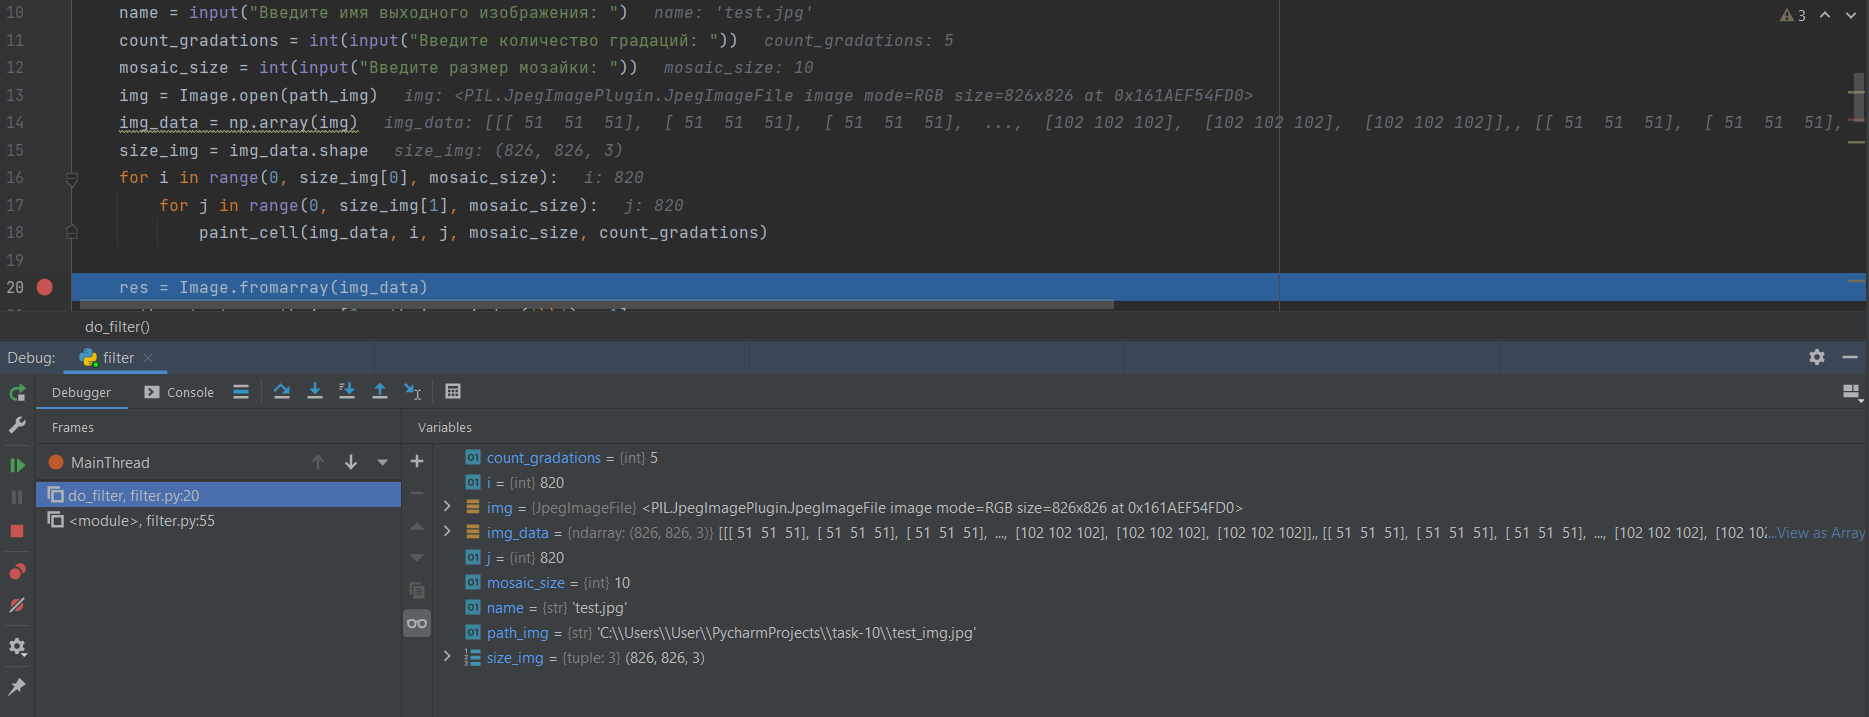 10 name = input("Введите имя выходного изображения: ") name: 'test.jpg'
3
11 count_gradations = int(input("Введите количество градаций: ")) count_gradations: 5
12 mosaic_size = int(input("Введите размер мозайки: ")) mosaic_size: 10
13 img = Image.open(path_img) img: <PIL.JpegImagePlugin.JpegImageFile image mode=RGB size=826x826 at 0x161AEF54FD0>
14 img_data = np.array(img) img_data: [[[ 51 51 51], [ 51 51 51], [ 51 51 51], ..., [102 102 102], [102 102 102], [102 102 102]],, [[ 51 51 51], [ 51 51 51],
15 size_img = img_data.shape size_img: (826, 826, 3)
16 for i in range(0, size_img[0], mosaic_size): i: 820
17 for j in range(0, size_img[1], mosaic_size): j: 820
18 paint_cell(img_data, i, j, mosaic_size, count_gradations)
19
20 res = Image.fromarray(img_data)
do_filter()
Debug: filter
Debugger Console
Frames
Variables
MainThread
do_filter, filter.py:20
<module>, filter.py:55
count_gradations = {int} 5
i = {int} 820
img = {JpegImageFile} <PIL.JpegImagePlugin.JpegImageFile image mode=RGB size=826x826 at 0x161AEF54FD0>
img_data = {ndarray: (826, 826, 3)} [[[ 51 51 51], [ 51 51 51], [ 51 51 51], ..., [102 102 102], [102 102 102], [102 102 102]],, [[ 51 51 51], [ 51 51 51], [ 51 51 51], ..., [102 102 102], [102 102 ...View as Array
j = {int} 820
mosaic_size = {int} 10
name = {str} 'test.jpg'
path_img = {str} 'C:\\Users\\User\\PycharmProjects\\task-10\\test_img.jpg'
size_img = {tuple: 3} (826, 826, 3)